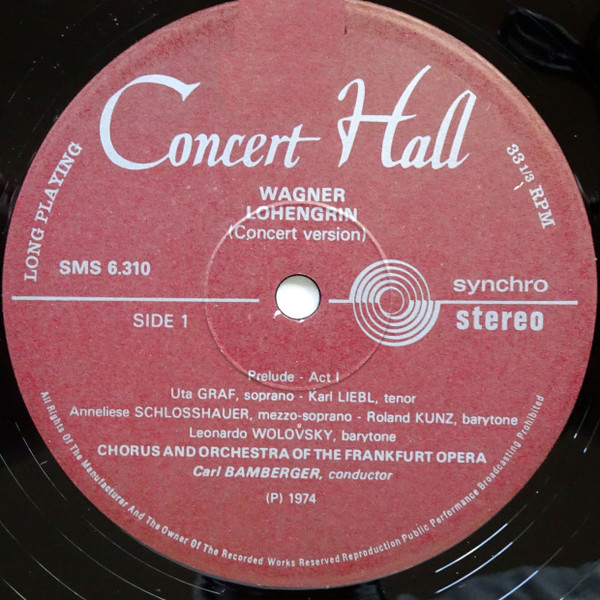 Concert Hall
LONG PLAYING
33 1/3 RPM
WAGNER
LOHENGRIN
(Concert version)
SMS 6.310
synchro
SIDE 1
stereo
Prelude - Act I
Uta GRAF, soprano - Karl LIEBL, tenor
Anneliese SCHLOSSHAUER, mezzo-soprano - Roland KUNZ, barytone
Leonardo WOLOVSKY, barytone
CHORUS AND ORCHESTRA OF THE FRANKFURT OPERA
Carl BAMBERGER, conductor
(P) 1974
All Rights Of The Manufacturer And The Owner Of The Recorded Works Reserved Reproduction Public Performance Broadcasting Prohibited